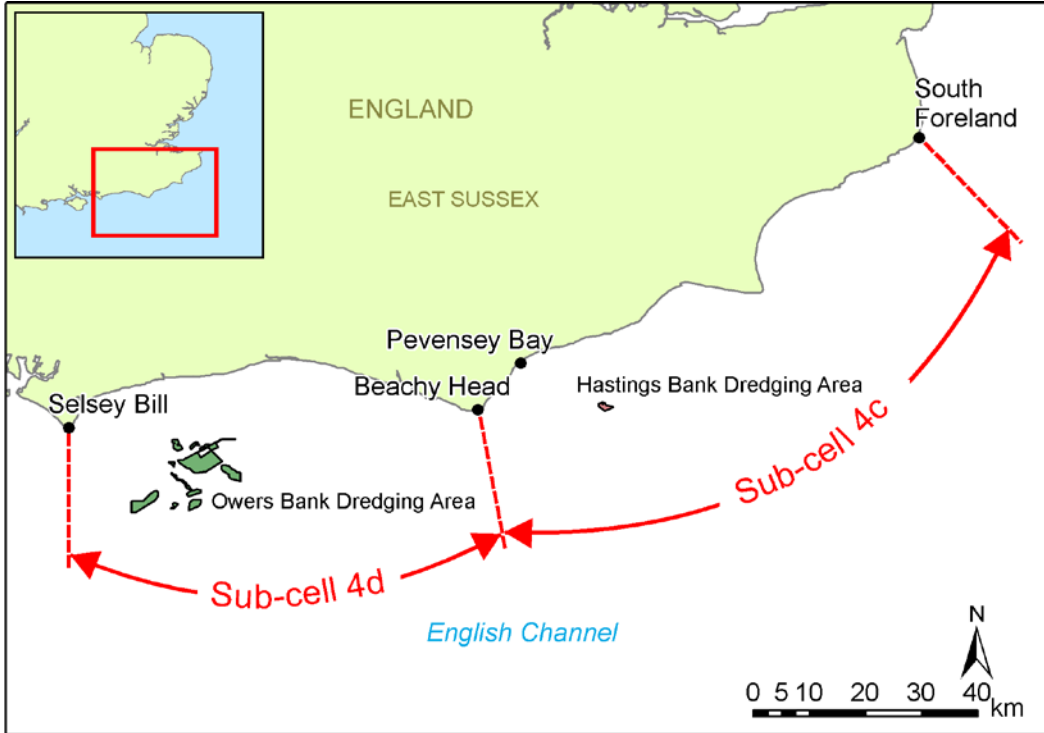 ENGLAND
South
Foreland
EAST SUSSEX
Pevensey Bay
Beachy Head
Hastings Bank Dredging Area
Selsey Bill
Sub-cell 4c
Owers Bank Dredging Area
Sub-cell 4d
English Channel
N
0 5 10 20 30 40
km